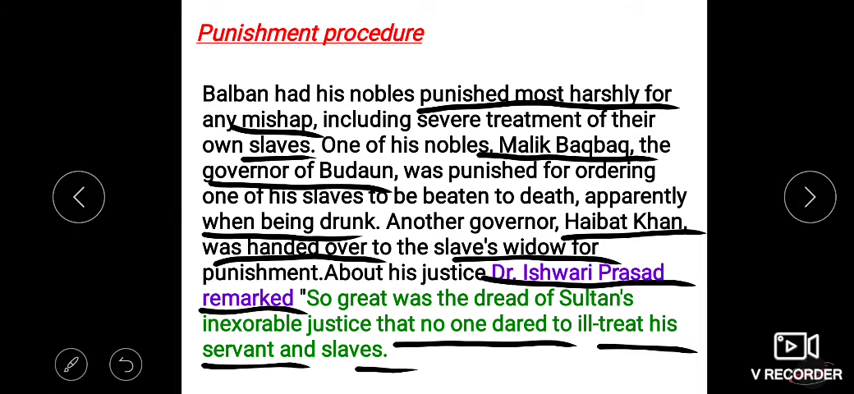 Punishment procedure
Balban had his nobles punished most harshly for
any mishap, including severe treatment of their
own slaves. One of his nobles, Malik Baqbaq, the
governor of Budaun, was punished for ordering
one of his slaves to be beaten to death, apparently
when being drunk. Another governor, Haibat Khan,
was handed over to the slave's widow for
punishment.About his justice Dr. Ishwari Prasad
remarked "So great was the dread of Sultan's
inexorable justice that no one dared to ill-treat his
servant and slaves.
V RECORDER